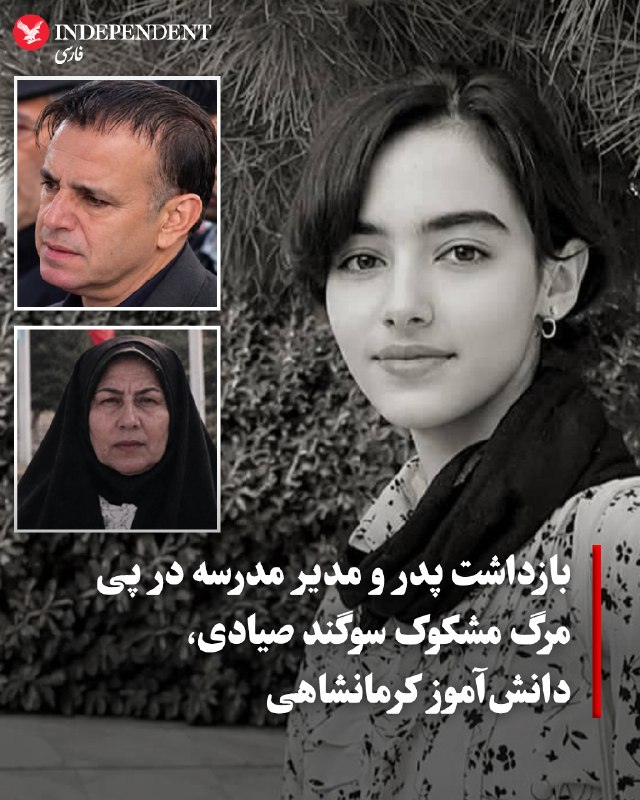 INDEPENDENT
فارسی
بازداشت پدر و مدیر مدرسه در پی
مرگ مشکوک سوگند صیادی،
دانش‌آموز کرمانشاهی